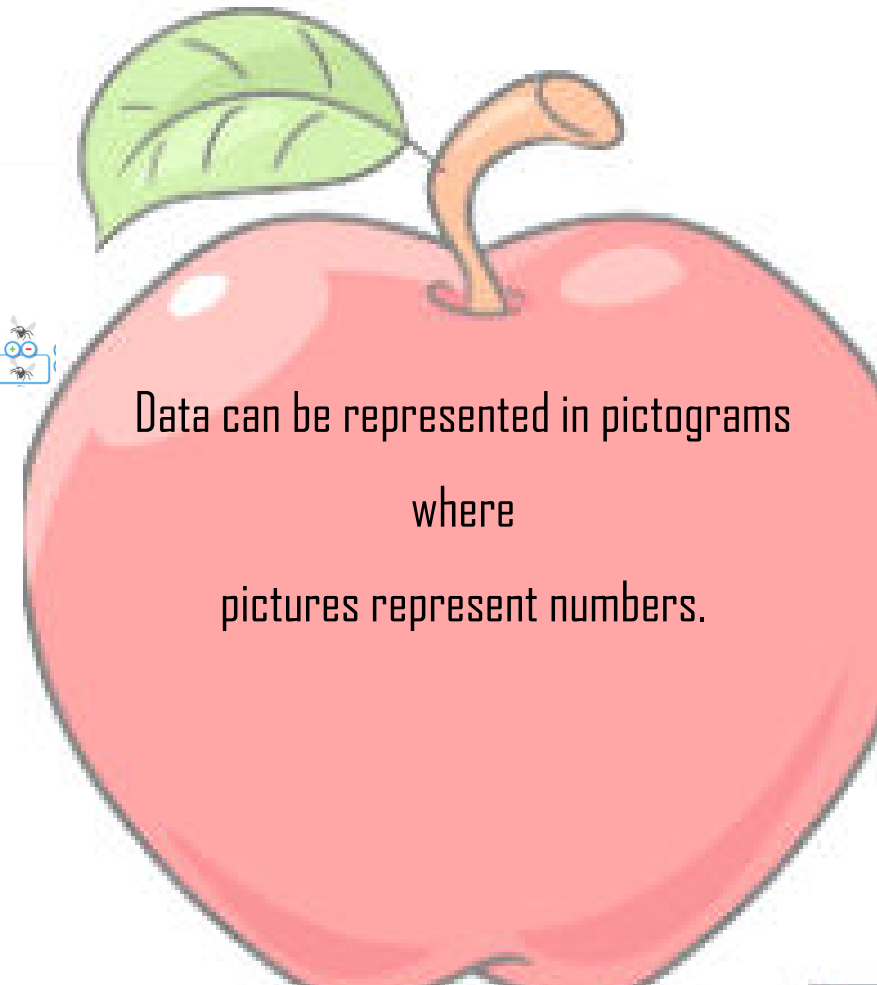 Data can be represented in pictograms
where
pictures represent numbers.